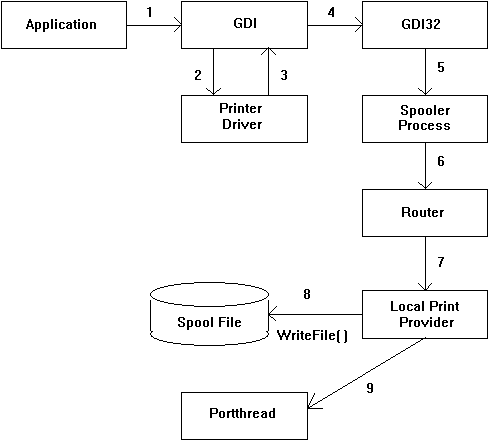 Application
1
GDI
4
GDI32
2
3
5
Printer
Driver
Spooler
Process
6
Router
7
8
Local Print
Provider
Spool File
WriteFile( )
9
Portthread